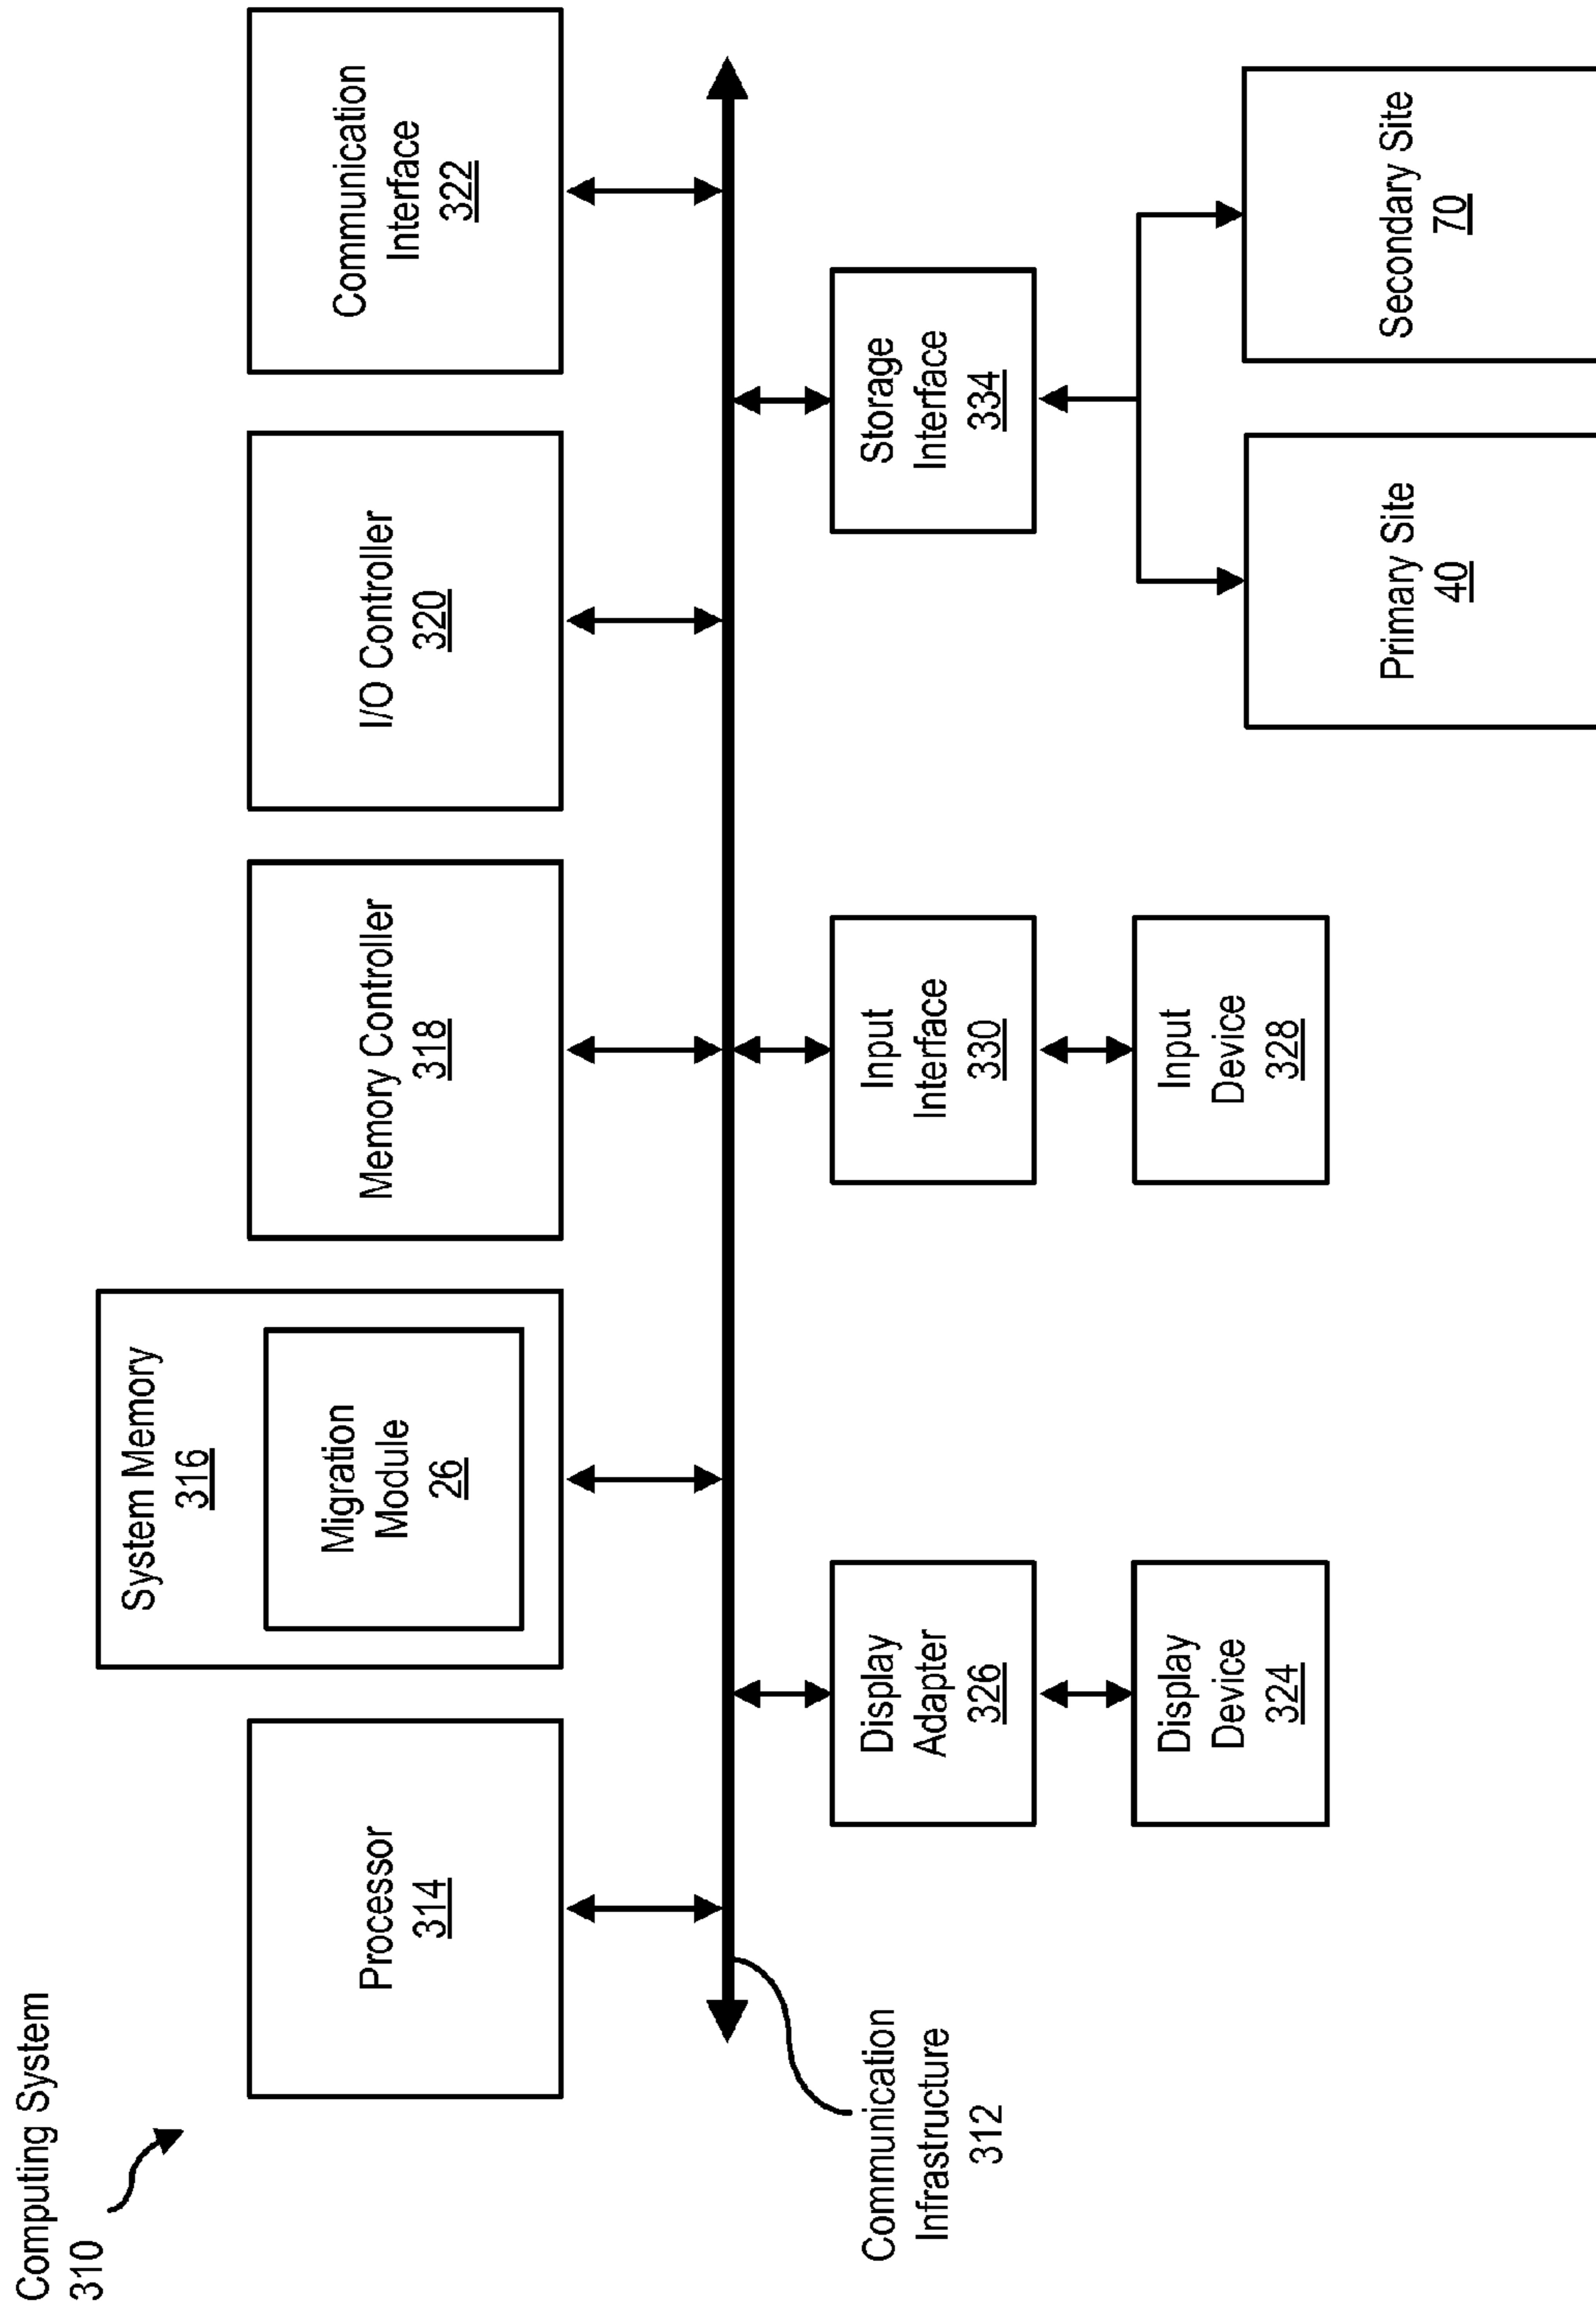 Computing System
310
Processor
314
System Memory
316
Migration
Module
26
Memory Controller
318
I/O Controller
320
Communication
Interface
322
Communication
Infrastructure
312
Display
Adapter
326
Input
Interface
330
Storage
Interface
334
Display
Device
324
Input
Device
328
Primary Site
40
Secondary Site
70